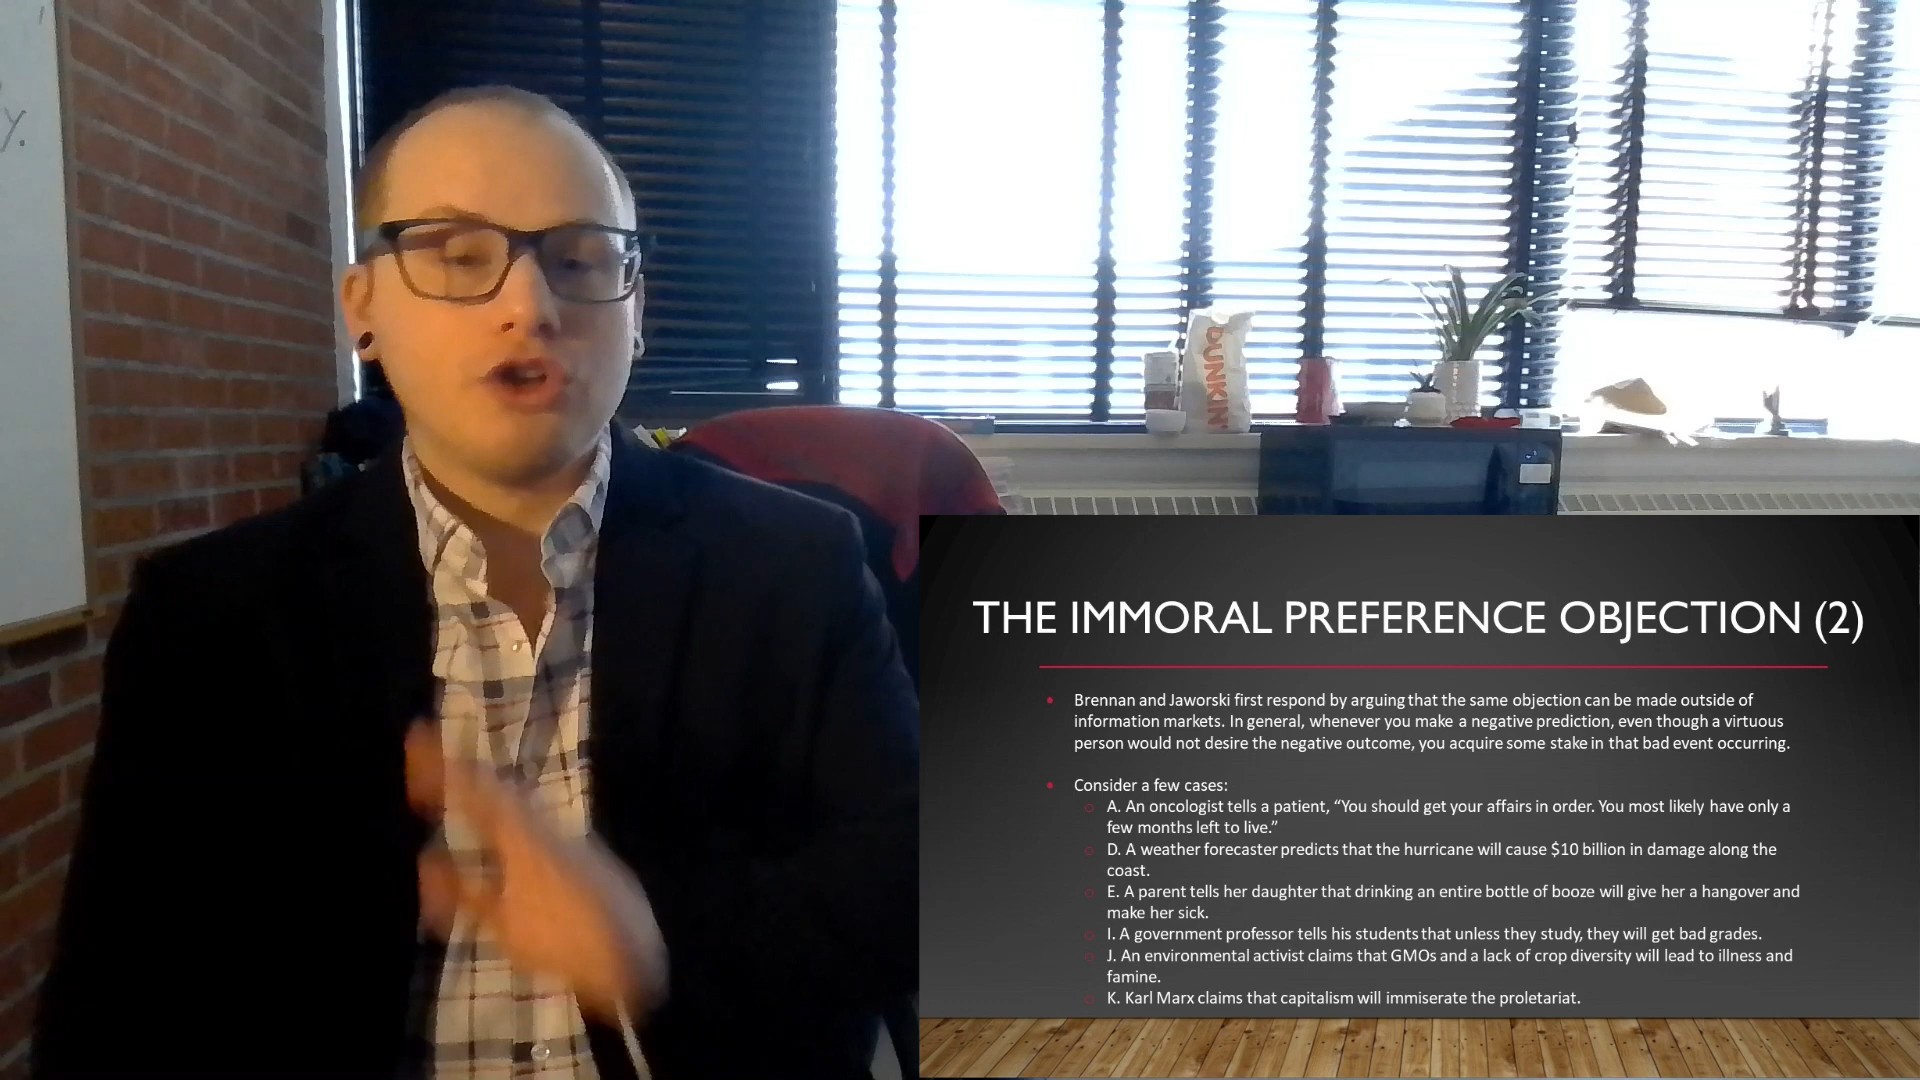 y.
DUNKIN'
THE IMMORAL PREFERENCE OBJECTION (2)
• Brennan and Jaworski first respond by arguing that the same objection can be made outside of
information markets. In general, whenever you make a negative prediction, even though a virtuous
person would not desire the negative outcome, you acquire some stake in that bad event occurring.
• Consider a few cases:
○ A. An oncologist tells a patient, “You should get your affairs in order. You most likely have only a
few months left to live.”
○ D. A weather forecaster predicts that the hurricane will cause $10 billion in damage along the
coast.
○ E. A parent tells her daughter that drinking an entire bottle of booze will give her a hangover and
make her sick.
○ I. A government professor tells his students that unless they study, they will get bad grades.
○ J. An environmental activist claims that GMOs and a lack of crop diversity will lead to illness and
famine.
○ K. Karl Marx claims that capitalism will immiserate the proletariat.